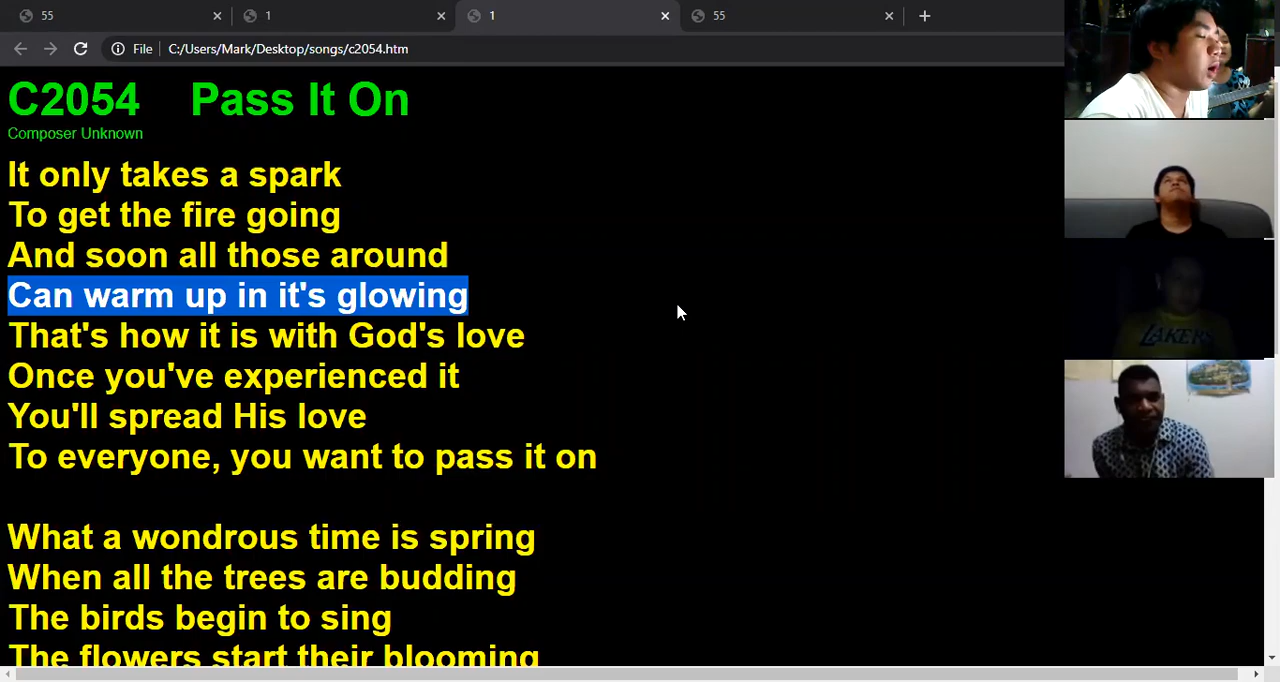 55
1
1
55
File
C:/Users/Mark/Desktop/songs/c2054.htm
C2054 Pass It On
Composer Unknown
It only takes a spark
To get the fire going
And soon all those around
Can warm up in it's glowing
That's how it is with God's love
Once you've experienced it
You'll spread His love
To everyone, you want to pass it on
What a wondrous time is spring
When all the trees are budding
The birds begin to sing
The flowers start their blooming
LAKERS